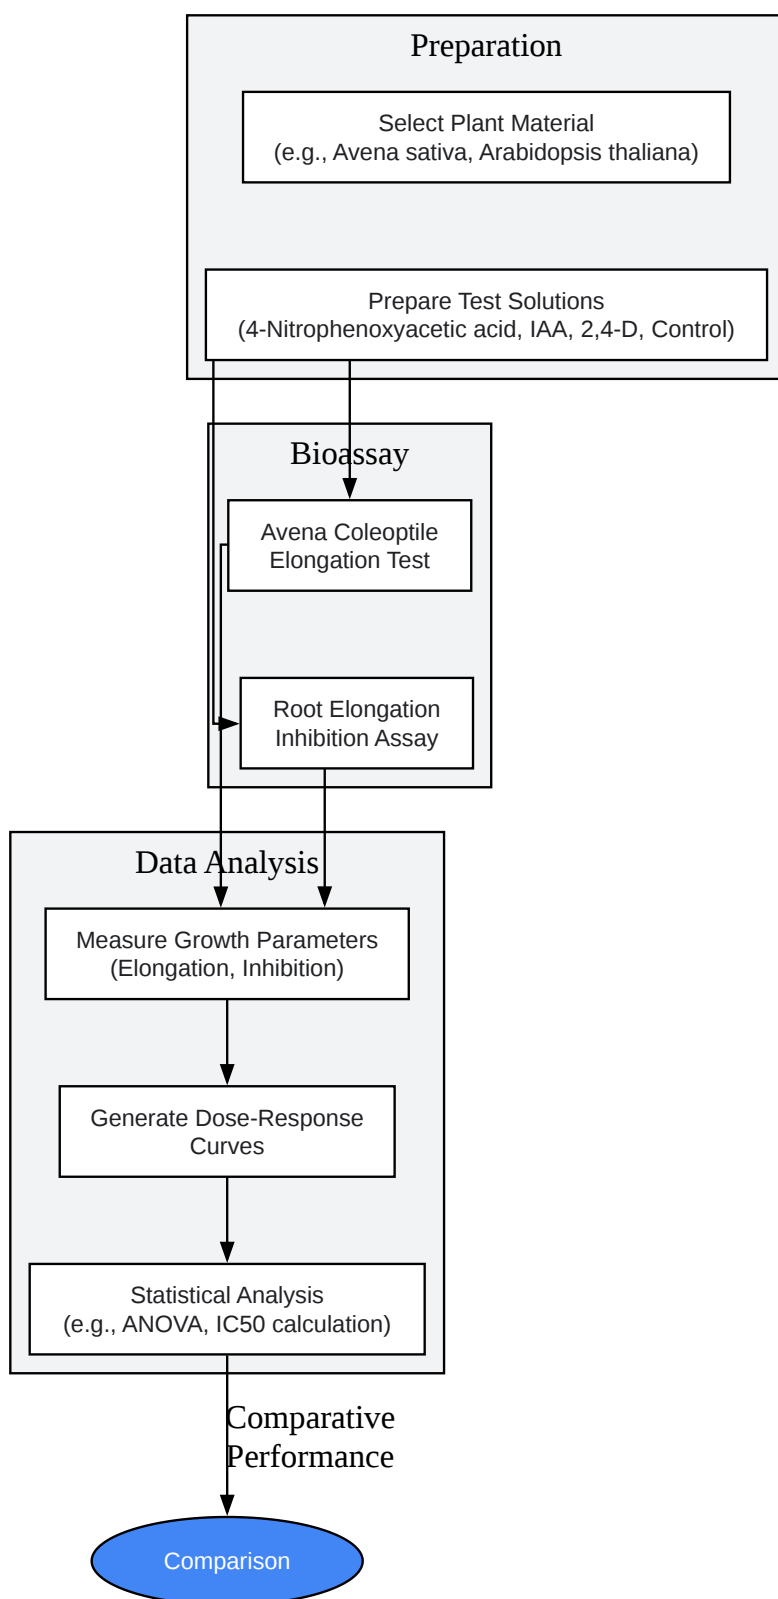 Preparation
Select Plant Material
(e.g., Avena sativa, Arabidopsis thaliana)
Prepare Test Solutions
(4-Nitrophenoxyacetic acid, IAA, 2,4-D, Control)
Bioassay
Avena Coleoptile
Elongation Test
Root Elongation
Inhibition Assay
Data Analysis
Measure Growth Parameters
(Elongation, Inhibition)
Generate Dose-Response
Curves
Statistical Analysis
(e.g., ANOVA, IC50 calculation)
Comparative
Performance
Comparison